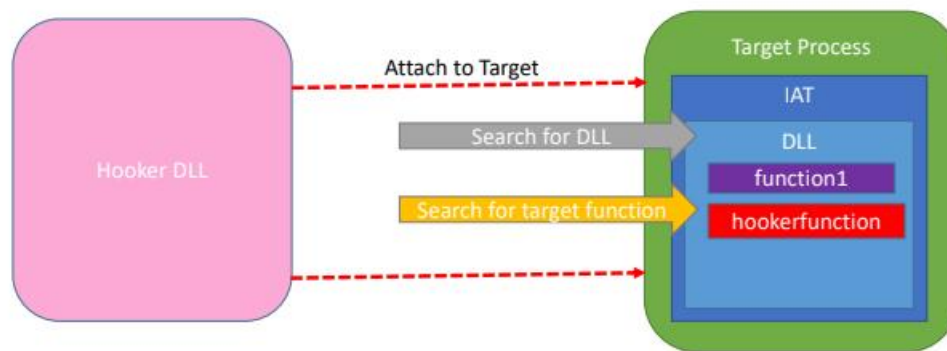 Target Process
Attach to Target
IAT
Search for DLL
DLL
Hooker DLL
function1
Search for target function
hookerfunction